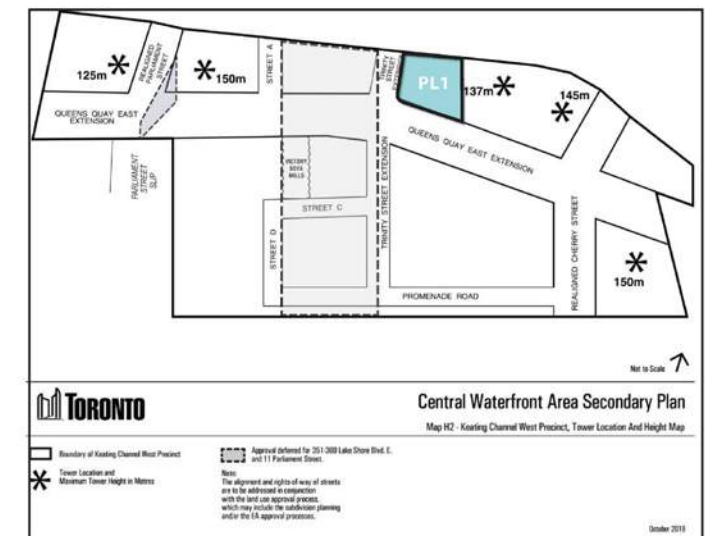 125m
REALIGNED
PARLIAMENT
STREET
150m
STREET A
TRINITY
STREET
EXTENSION
PL1
137m
145m
QUEENS QUAY EAST
EXTENSION
PARLIAMENT
STREET
SLIP
VICTORY
SOYA
MILLS
STREET C
STREET D
TRINITY STREET EXTENSION
QUEENS QUAY EAST EXTENSION
REALIGNED CHERRY STREET
150m
PROMENADE ROAD
Not to Scale
TORONTO
Central Waterfront Area Secondary Plan
Map H2 - Keating Channel West Precinct, Tower Location And Height Map
Boundary of Keating Channel West Precinct
Tower Location and
Maximum Tower Height in Metres
Approval deferred for 351-369 Lake Shore Blvd. E.
and 11 Parliament Street.
Note:
The alignment and rights-of-way of streets
are to be addressed in conjunction
with the land use approval process,
which may include the subdivision planning
and/or the EA approval processes.
October 2018